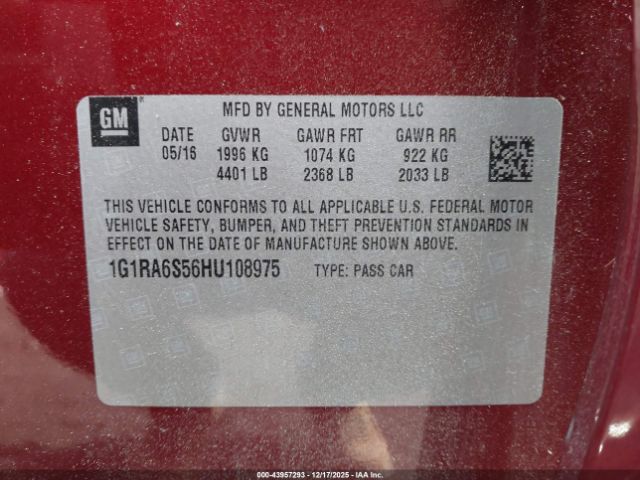 GM
MFD BY GENERAL MOTORS LLC
DATE GVWR GAWR FRT GAWR RR
05/16 1996 KG 1074 KG 922 KG
4401 LB 2368 LB 2033 LB
THIS VEHICLE CONFORMS TO ALL APPLICABLE U.S. FEDERAL MOTOR
VEHICLE SAFETY, BUMPER, AND THEFT PREVENTION STANDARDS IN
EFFECT ON THE DATE OF MANUFACTURE SHOWN ABOVE.
1G1RA6S56HU108975 TYPE: PASS CAR
000-43957293 - 12/17/2025 - IAAI.COM